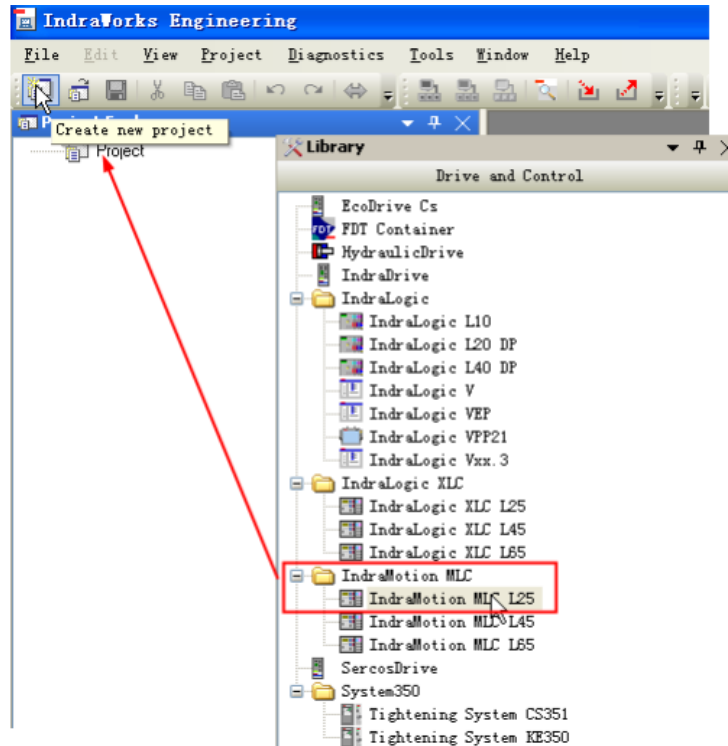 IndraWorks Engineering
File Edit View Project Diagnostics Tools Window Help
Create new project
Project
Library
Drive and Control
EcoDrive Cs
FDT Container
HydraulicDrive
IndraDrive
IndraLogic
IndraLogic L10
IndraLogic L20 DP
IndraLogic L40 DP
IndraLogic V
IndraLogic VEP
IndraLogic VPP21
IndraLogic Vxx.3
IndraLogic XLC
IndraLogic XLC L25
IndraLogic XLC L45
IndraLogic XLC L65
IndraMotion MLC
IndraMotion MLC L25
IndraMotion MLC L45
IndraMotion MLC L65
SercosDrive
System350
Tightening System CS351
Tightening System KE350